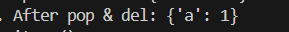 . After pop & del: {'a': 1}